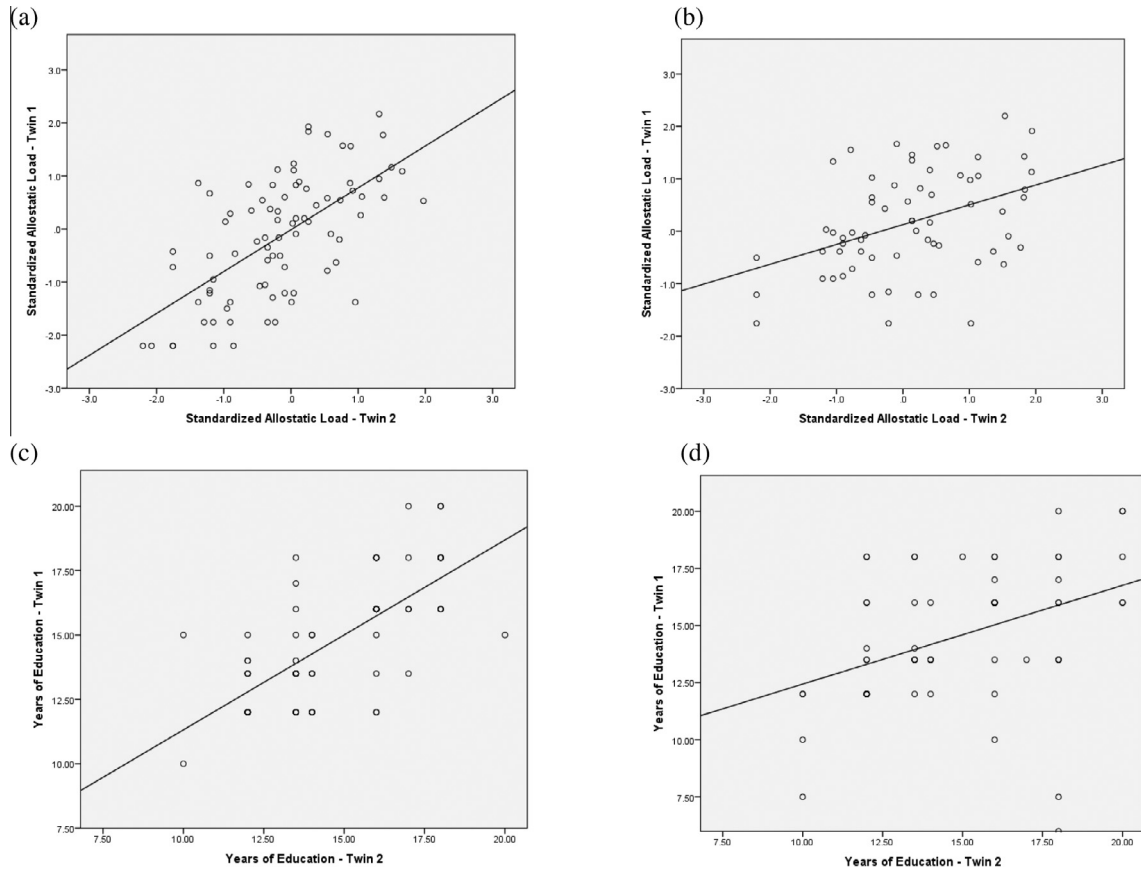 (a)
3.0
2.0
1.0
.0
-1.0
-2.0
-3.0
Standardized Allostatic Load - Twin 1
-3.0 -2.0 -1.0 .0 1.0 2.0 3.0
Standardized Allostatic Load - Twin 2
(b)
3.0
2.0
1.0
.0
-1.0
-2.0
-3.0
Standardized Allostatic Load - Twin 1
-3.0 -2.0 -1.0 .0 1.0 2.0 3.0
Standardized Allostatic Load - Twin 2
(c)
20.00
17.50
15.00
12.50
10.00
7.50
Years of Education - Twin 1
7.50 10.00 12.50 15.00 17.50 20.00
Years of Education - Twin 2
(d)
20.00
17.50
15.00
12.50
10.00
7.50
Years of Education - Twin 1
7.50 10.00 12.50 15.00 17.50 20.00
Years of Education - Twin 2